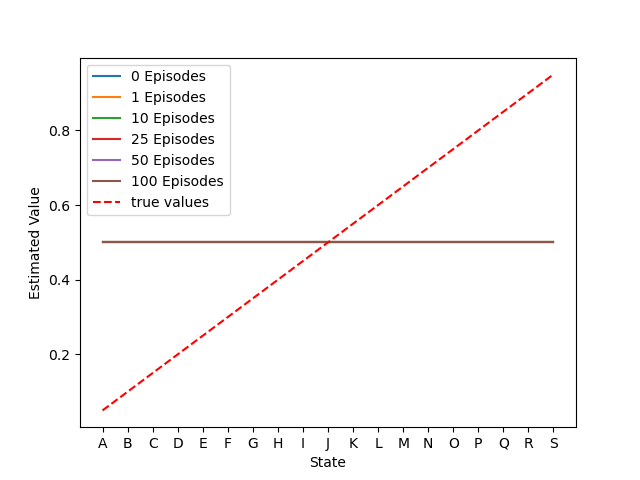 0 Episodes
1 Episodes
10 Episodes
25 Episodes
50 Episodes
100 Episodes
true values
Estimated Value
0.8
0.6
0.4
0.2
A B C D E F G H I J K L M N O P Q R S
State